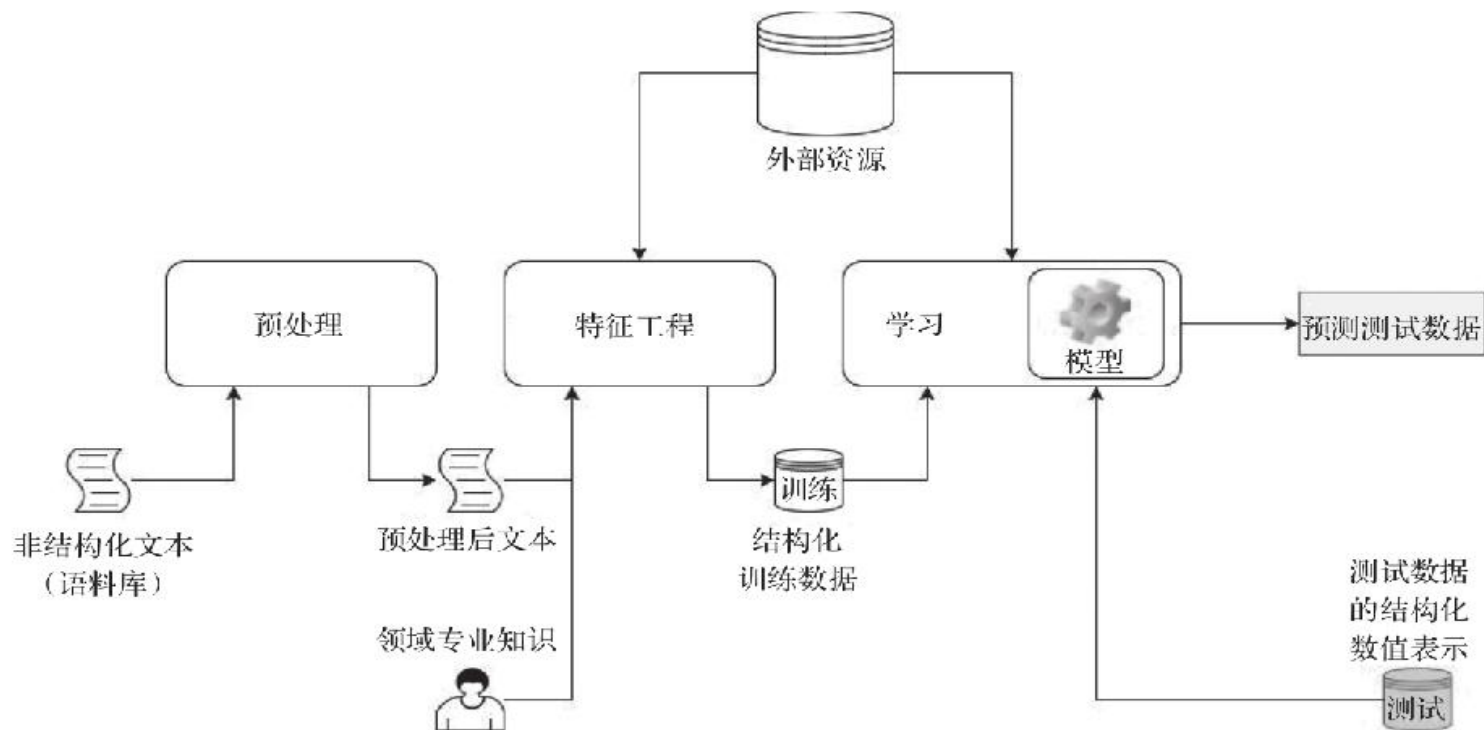 外部资源
预处理
特征工程
学习
模型
预测测试数据
非结构化文本
（语料库）
预处理后文本
训练
结构化
训练数据
领域专业知识
测试数据
的结构化
数值表示
测试